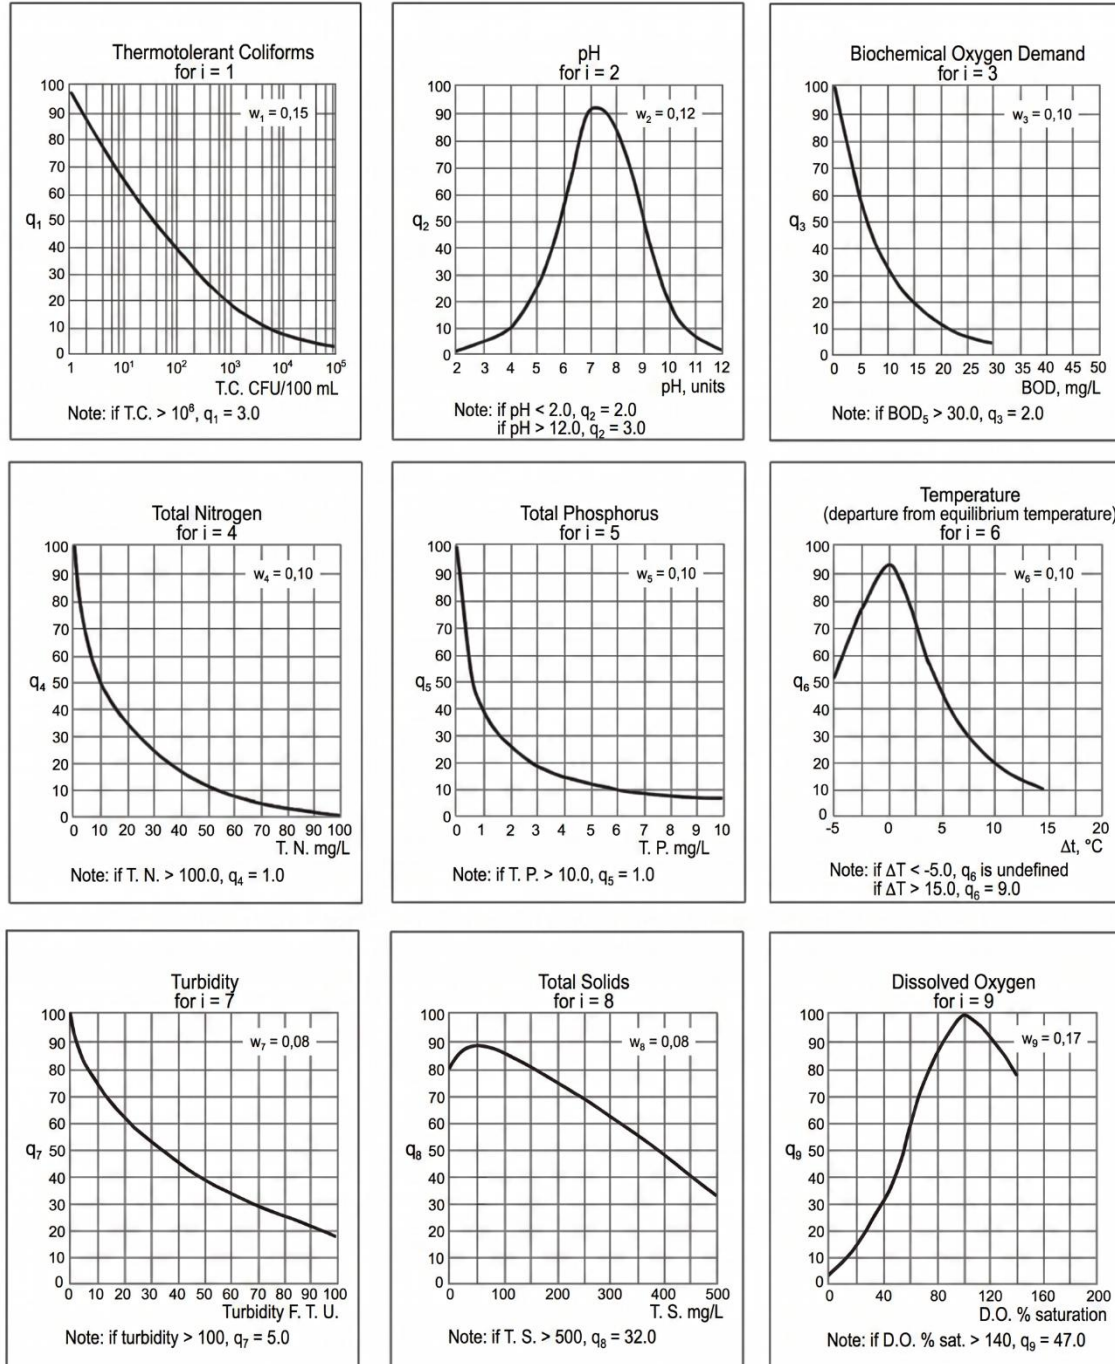 Thermotolerant Coliforms
for i = 1
100
90
80
70
60
50
40
30
20
10
0
q₁
w₁ = 0,15
1 10¹ 10² 10³ 10⁴ 10⁵
T.C. CFU/100 mL
Note: if T.C. > 10⁸, q₁ = 3.0
pH
for i = 2
100
90
80
70
60
50
40
30
20
10
0
q₂
w₂ = 0,12
2 3 4 5 6 7 8 9 10 11 12
pH, units
Note: if pH < 2.0, q₂ = 2.0
if pH > 12.0, q₂ = 3.0
Biochemical Oxygen Demand
for i = 3
100
90
80
70
60
50
40
30
20
10
0
q₃
w₃ = 0,10
0 5 10 15 20 25 30 35 40 45 50
BOD, mg/L
Note: if BOD₅ > 30.0, q₃ = 2.0
Total Nitrogen
for i = 4
100
90
80
70
60
50
40
30
20
10
0
q₄
w₄ = 0,10
0 10 20 30 40 50 60 70 80 90 100
T. N. mg/L
Note: if T. N. > 100.0, q₄ = 1.0
Total Phosphorus
for i = 5
100
90
80
70
60
50
40
30
20
10
0
q₅
w₅ = 0,10
0 1 2 3 4 5 6 7 8 9 10
T. P. mg/L
Note: if T. P. > 10.0, q₅ = 1.0
Temperature
(departure from equilibrium temperature)
for i = 6
100
90
80
70
60
50
40
30
20
10
0
q₆
w₆ = 0,10
-5 0 5 10 15 20
Δt, °C
Note: if ΔT < -5.0, q₆ is undefined
if ΔT > 15.0, q₆ = 9.0
Turbidity
for i = 7
100
90
80
70
60
50
40
30
20
10
0
q₇
w₇ = 0,08
0 10 20 30 40 50 60 70 80 90 100
Turbidity F. T. U.
Note: if turbidity > 100, q₇ = 5.0
Total Solids
for i = 8
100
90
80
70
60
50
40
30
20
10
0
q₈
w₈ = 0,08
0 100 200 300 400 500
T. S. mg/L
Note: if T. S. > 500, q₈ = 32.0
Dissolved Oxygen
for i = 9
100
90
80
70
60
50
40
30
20
10
0
q₉
w₉ = 0,17
0 40 80 120 160 200
D.O. % saturation
Note: if D.O. % sat. > 140, q₉ = 47.0